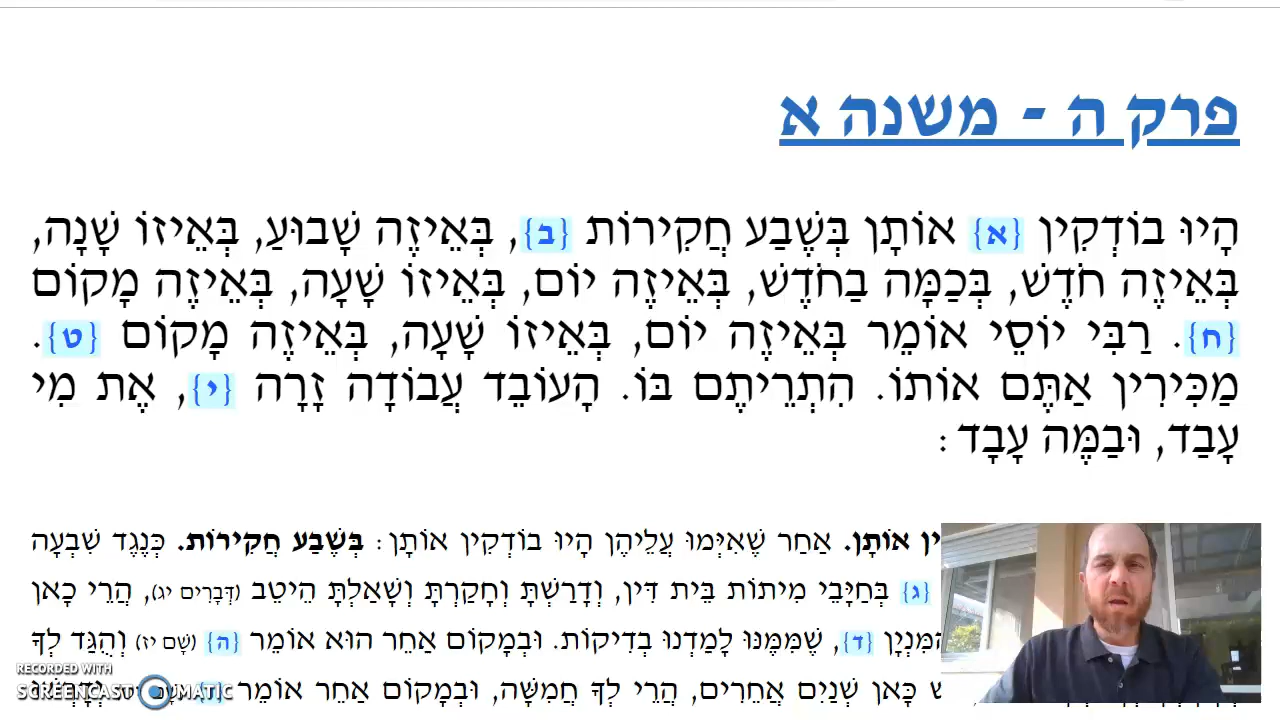 פרק ה - משנה א
הָיוּ בוֹדְקִין {א} אוֹתָן בְּשֶׁבַע חֲקִירוֹת {ב}, בְּאֵיזֶה שָׁבוּעַ, בְּאֵיזוֹ שָׁנָה,
בְּאֵיזֶה חֹדֶשׁ, בְּכַמָּה בַחֹדֶשׁ, בְּאֵיזֶה יוֹם, בְּאֵיזוֹ שָׁעָה, בְּאֵיזֶה מָקוֹם
{ח}. רַבִּי יוֹסֵי אוֹמֵר בְּאֵיזֶה יוֹם, בְּאֵיזוֹ שָׁעָה, בְּאֵיזֶה מָקוֹם {ט}.
מַכִּירִין אַתֶּם אוֹתוֹ. הִתְרֵיתֶם בּוֹ. הָעוֹבֵד עֲבוֹדָה זָרָה {י}, אֶת מִי
עָבַד, וּבַמֶּה עָבָד:
אוֹתָן. אַחַר שֶׁאִיְּמוּ עֲלֵיהֶן הָיוּ בוֹדְקִין אוֹתָן: בְּשֶׁבַע חֲקִירוֹת. כְּנֶגֶד שִׁבְעָה
{ג} בְּחַיָּבֵי מִיתוֹת בֵּית דִּין, וְדָרַשְׁתָּ וְחָקַרְתָּ וְשָׁאַלְתָּ הֵיטֵב (דְּבָרִים יג), הֲרֵי כָאן
{ד}, שֶׁמִּמֶּנּוּ לָמַדְנוּ בְדִיקוֹת. וּבְמָקוֹם אַחֵר הוּא אוֹמֵר {ה} (שָׁם יז) וְהֻגַּד לְךָ
כָּאן שְׁנַיִם אֲחֵרִים, הֲרֵי לְךָ חֲמִשָּׁה, וּבְמָקוֹם אַחֵר אוֹמֵר
RECORDED WITH
SCREENCAST-O-MATIC